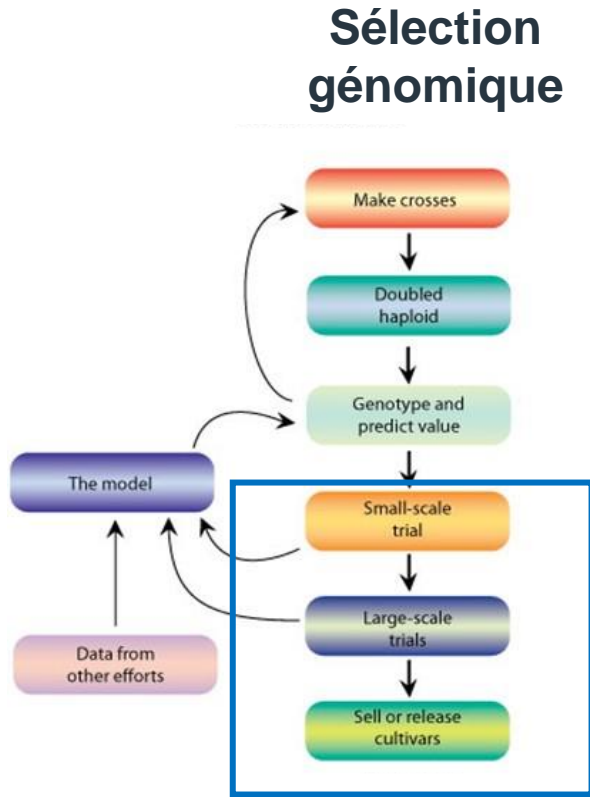 Sélection
génomique
Make crosses
Doubled
haploid
Genotype and
predict value
The model
Small-scale
trial
Large-scale
trials
Data from
other efforts
Sell or release
cultivars